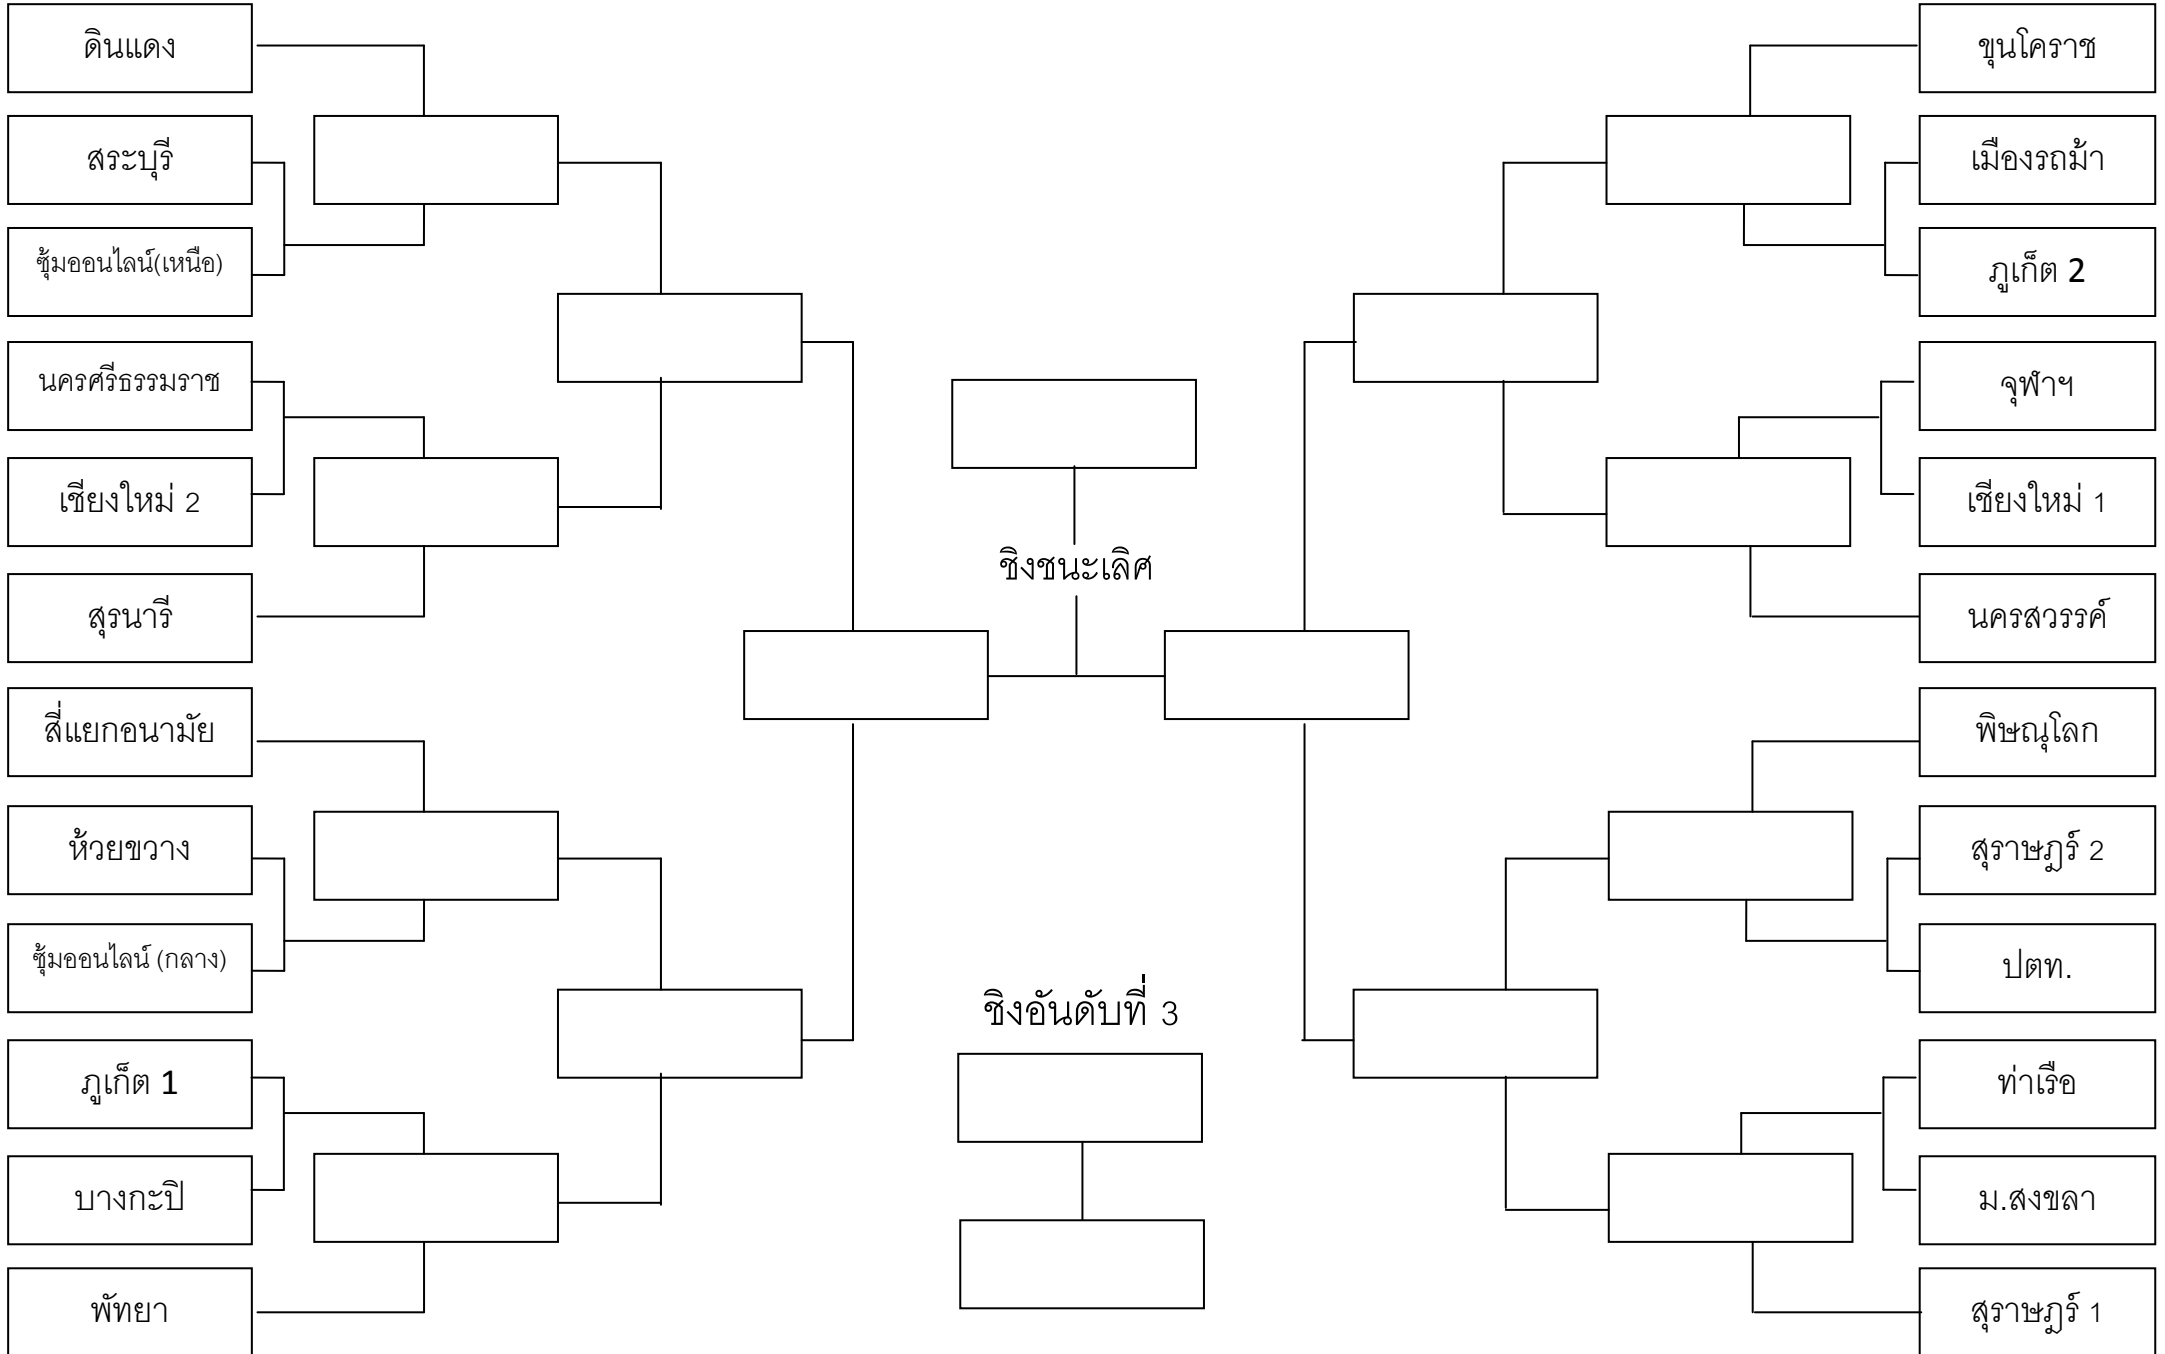 ดินแดง
สระบุรี
ซุ้มออนไลน์(เหนือ)
นครศรีธรรมราช
เชียงใหม่ 2
สุรนารี
สี่แยกอนามัย
ห้วยขวาง
ซุ้มออนไลน์ (กลาง)
ภูเก็ต 1
บางกะปิ
พัทยา
ชิงชนะเลิศ
ชิงอันดับที่ 3
ขุนโคราช
เมืองรถม้า
ภูเก็ต 2
จุฬาฯ
เชียงใหม่ 1
นครสวรรค์
พิษณุโลก
สุราษฎร์ 2
ปตท.
ท่าเรือ
ม.สงขลา
สุราษฎร์ 1